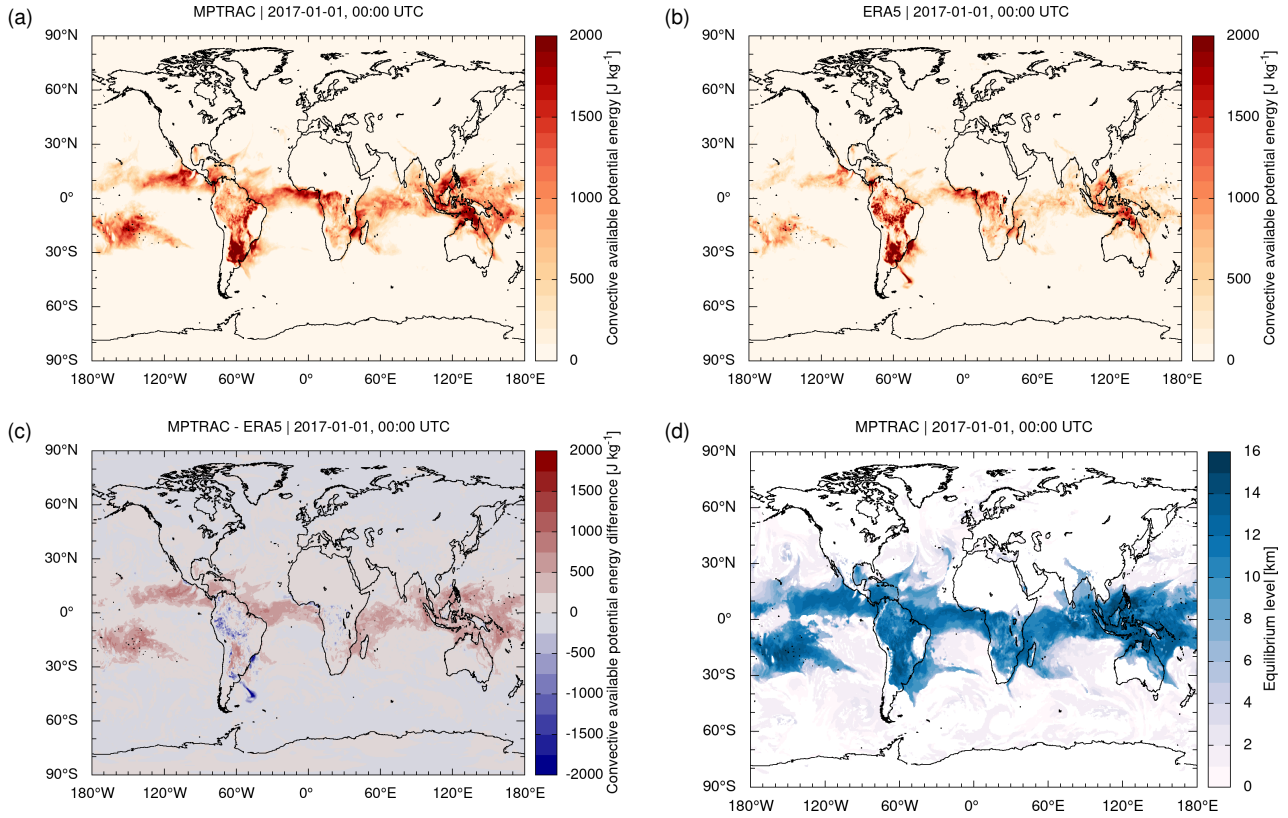 (a)
MPTRAC | 2017-01-01, 00:00 UTC
90°N
60°N
30°N
0°
30°S
60°S
90°S
180°W 120°W 60°W 0° 60°E 120°E 180°E
2000
1500
1000
500
0
Convective available potential energy [J kg⁻¹]
(b)
ERA5 | 2017-01-01, 00:00 UTC
90°N
60°N
30°N
0°
30°S
60°S
90°S
180°W 120°W 60°W 0° 60°E 120°E 180°E
2000
1500
1000
500
0
Convective available potential energy [J kg⁻¹]
(c)
MPTRAC - ERA5 | 2017-01-01, 00:00 UTC
90°N
60°N
30°N
0°
30°S
60°S
90°S
180°W 120°W 60°W 0° 60°E 120°E 180°E
2000
1500
1000
500
0
-500
-1000
-1500
-2000
Convective available potential energy difference [J kg⁻¹]
(d)
MPTRAC | 2017-01-01, 00:00 UTC
90°N
60°N
30°N
0°
30°S
60°S
90°S
180°W 120°W 60°W 0° 60°E 120°E 180°E
16
14
12
10
8
6
4
2
0
Equilibrium level [km]